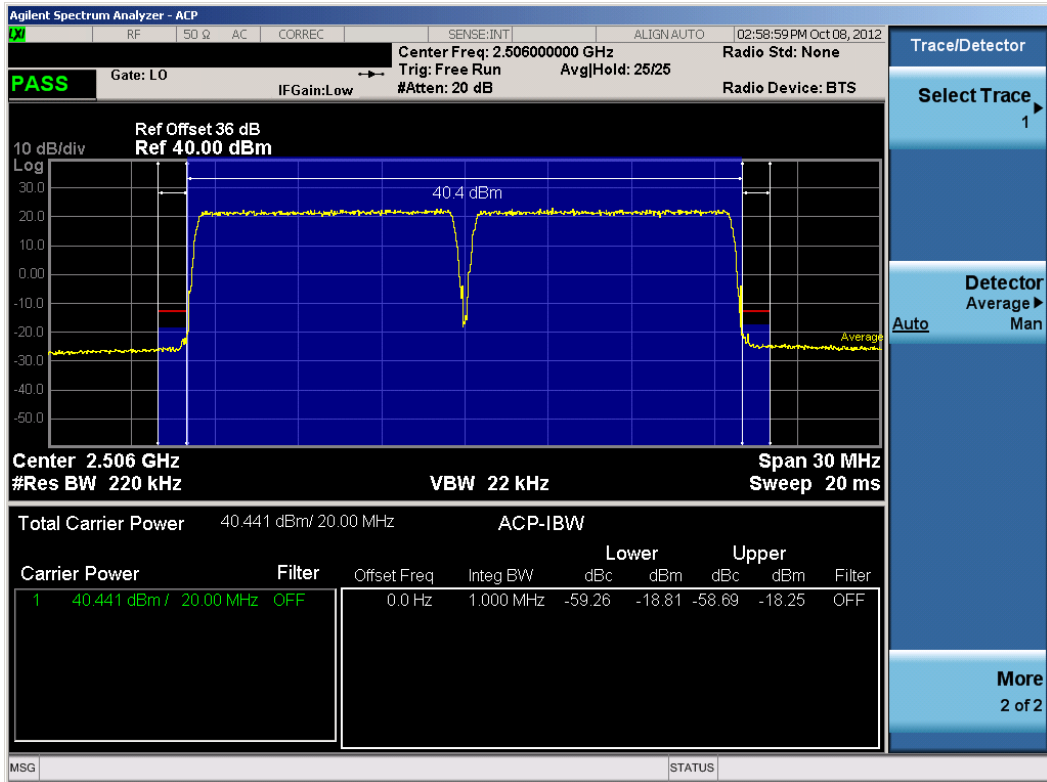 Agilent Spectrum Analyzer - ACP
LXI RF 50 Ω AC CORREC SENSE:INT ALIGN AUTO 02:58:59 PM Oct 08, 2012
Center Freq: 2.506000000 GHz Radio Std: None
PASS Gate: LO Trig: Free Run Avg|Hold: 25/25
IFGain:Low #Atten: 20 dB Radio Device: BTS
Ref Offset 36 dB
10 dB/div Ref 40.00 dBm
Log
30.0
40.4 dBm
20.0
10.0
0.00
-10.0
-20.0
Average
-30.0
-40.0
-50.0
Center 2.506 GHz Span 30 MHz
#Res BW 220 kHz VBW 22 kHz Sweep 20 ms
Total Carrier Power 40.441 dBm/ 20.00 MHz ACP-IBW
Lower Upper
Carrier Power Filter Offset Freq Integ BW dBc dBm dBc dBm Filter
1 40.441 dBm / 20.00 MHz OFF 0.0 Hz 1.000 MHz -59.26 -18.81 -58.69 -18.25 OFF
MSG STATUS
Trace/Detector
Select Trace
1
Detector
Average
Auto Man
More
2 of 2